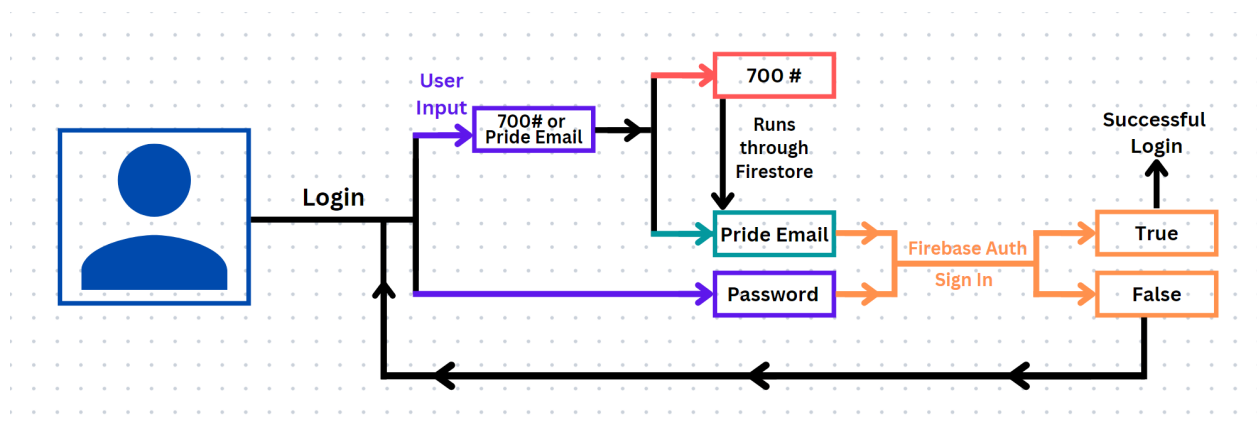 User
Input
700# or
Pride Email
700 #
Runs
through
Firestore
Login
Pride Email
Password
Firebase Auth
Sign In
Successful
Login
True
False